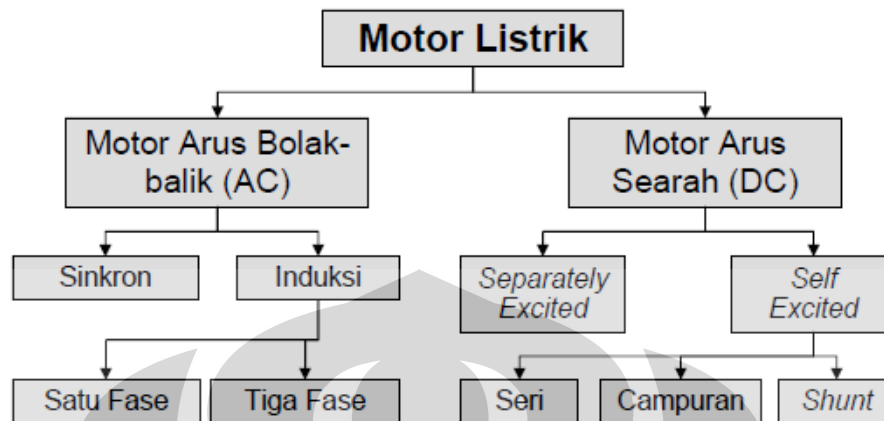 Motor Listrik
Motor Arus Bolak-
balik (AC)
Motor Arus
Searah (DC)
Sinkron
Induksi
Separately
Excited
Self
Excited
Satu Fase
Tiga Fase
Seri
Campuran
Shunt